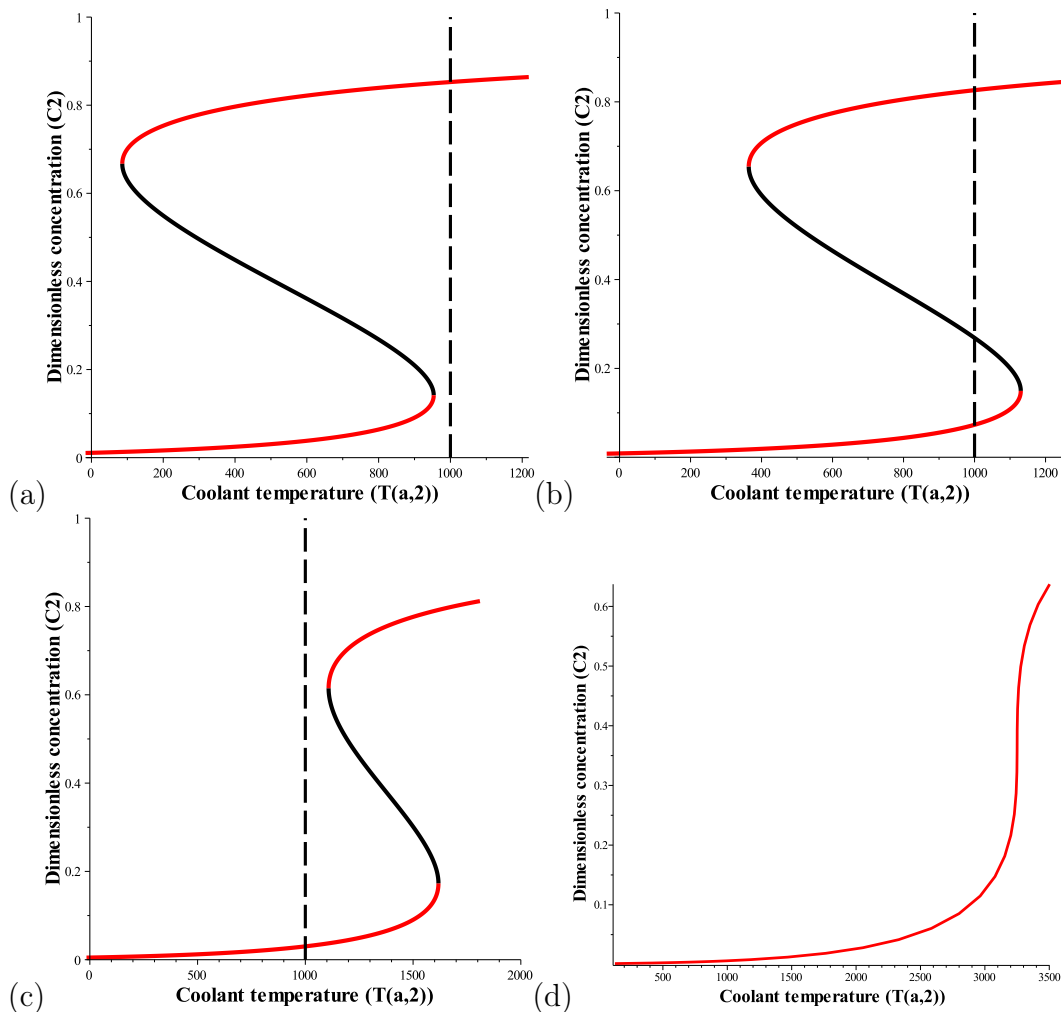 1
0.8
0.6
0.4
0.2
0
0 200 400 600 800 1000 1200
Dimensionless concentration (C2)
Coolant temperature (T(a,2))
(a)
1
0.8
0.6
0.4
0.2
0 200 400 600 800 1000 1200
Dimensionless concentration (C2)
Coolant temperature (T(a,2))
(b)
1
0.8
0.6
0.4
0.2
0
0 500 1000 1500 2000
Dimensionless concentration (C2)
Coolant temperature (T(a,2))
(c)
0.6
0.5
0.4
0.3
0.2
0.1
500 1000 1500 2000 2500 3000 3500
Dimensionless concentration (C2)
Coolant temperature (T(a,2))
(d)